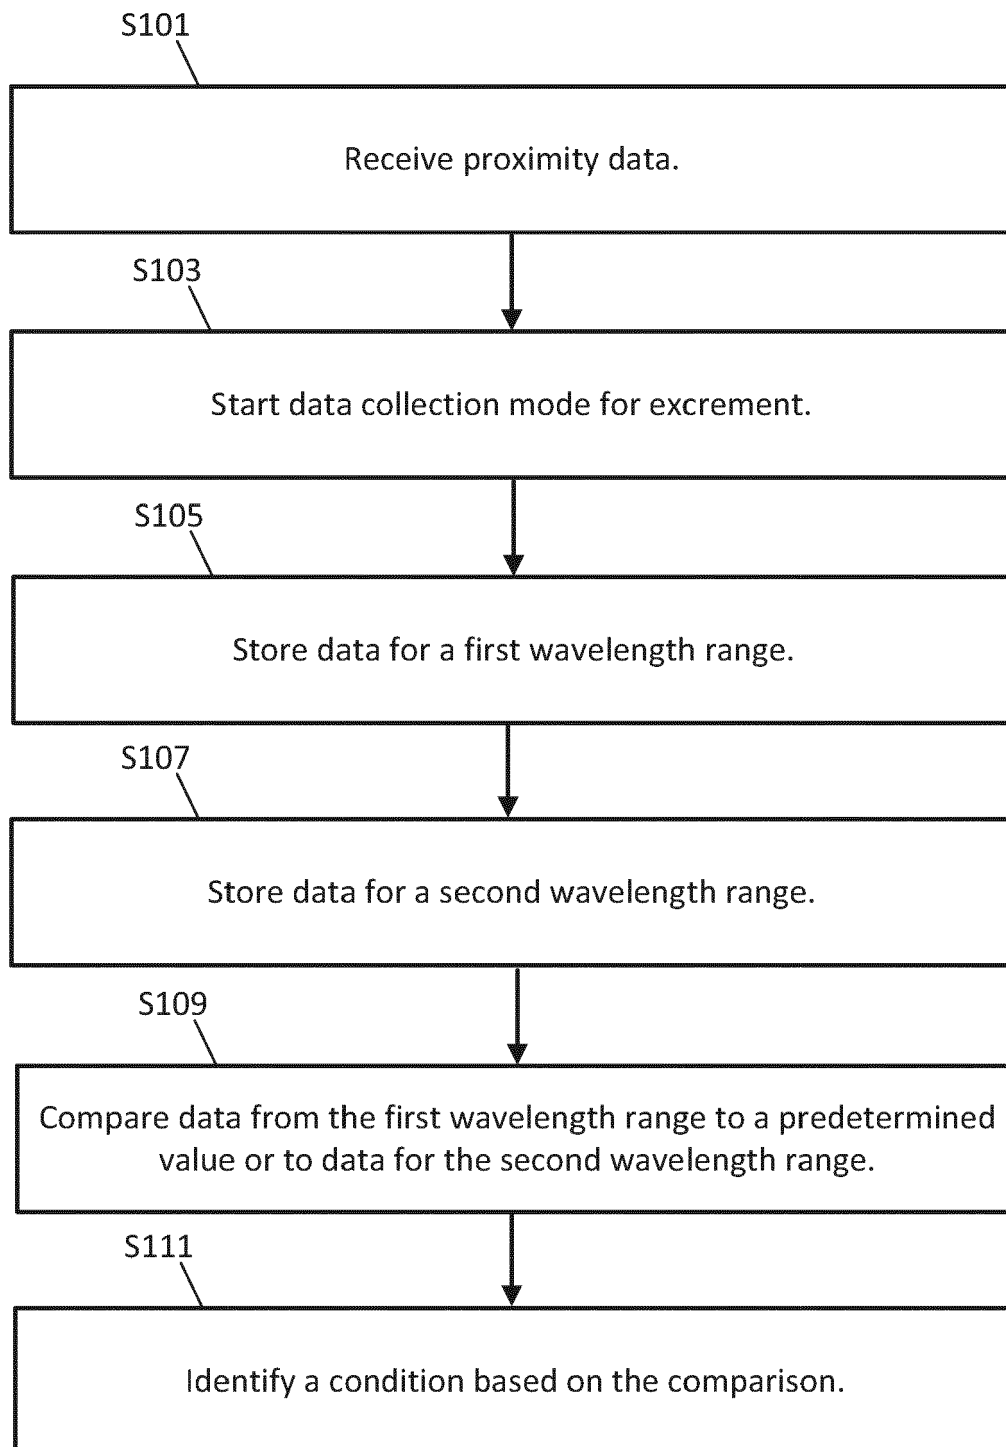 S101
Receive proximity data.
S103
Start data collection mode for excrement.
S105
Store data for a first wavelength range.
S107
Store data for a second wavelength range.
S109
Compare data from the first wavelength range to a predetermined
value or to data for the second wavelength range.
S111
Identify a condition based on the comparison.